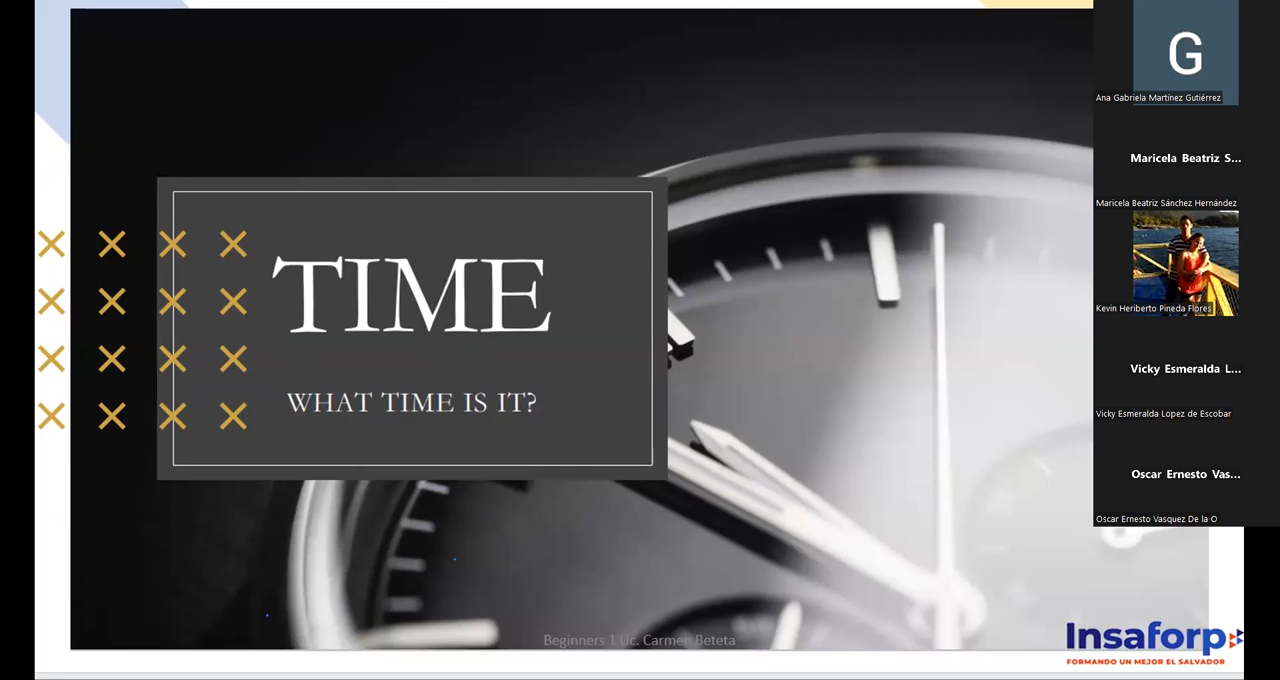 TIME
WHAT TIME IS IT?
Beginners 1 Lic. Carmen Beteta
G
Ana Gabriela Martínez Gutiérrez
Maricela Beatriz S...
Maricela Beatriz Sánchez Hernández
Kevin Heriberto Pineda Flores
Vicky Esmeralda L...
Vicky Esmeralda Lopez de Escobar
Oscar Ernesto Vas...
Oscar Ernesto Vasquez De la O
Insaforp
FORMANDO UN MEJOR EL SALVADOR